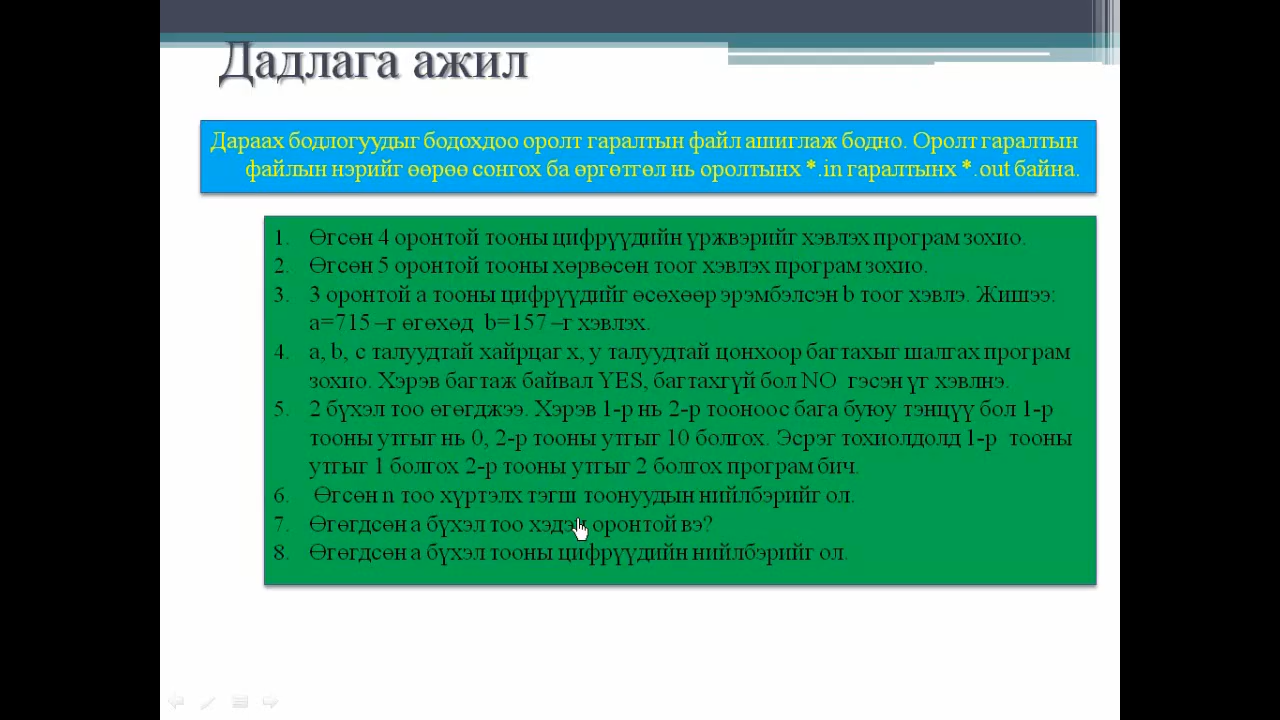 Дадлага ажил
Дараах бодлогуудыг бодохдоо оролт гаралтын файл ашиглаж бодно. Оролт гаралтын
файлын нэрийг өөрөө сонгох ба өргөтгөл нь оролтынх *.in гаралтынх *.out байна.
1. Өгсөн 4 оронтой тооны цифрүүдийн үржвэрийг хэвлэх програм зохио.
2. Өгсөн 5 оронтой тооны хөрвөсөн тоог хэвлэх програм зохио.
3. 3 оронтой a тооны цифрүүдийг өсөхөөр эрэмбэлсэн b тоог хэвлэ. Жишээ:
a=715 –г өгөхөд b=157 –г хэвлэх.
4. a, b, c талуудтай хайрцаг x, y талуудтай цонхоор багтахыг шалгах програм
зохио. Хэрэв багтаж байвал YES, багтахгүй бол NO гэсэн үг хэвлнэ.
5. 2 бүхэл тоо өгөгджээ. Хэрэв 1-р нь 2-р тооноос бага буюу тэнцүү бол 1-р
тооны утгыг нь 0, 2-р тооны утгыг 10 болгох. Эсрэг тохиолдолд 1-р тооны
утгыг 1 болгох 2-р тооны утгыг 2 болгох програм бич.
6. Өгсөн n тоо хүртэлх тэгш тоонуудын нийлбэрийг ол.
7. Өгөгдсөн a бүхэл тоо хэдэн оронтой вэ?
8. Өгөгдсөн a бүхэл тооны цифрүүдийн нийлбэрийг ол.